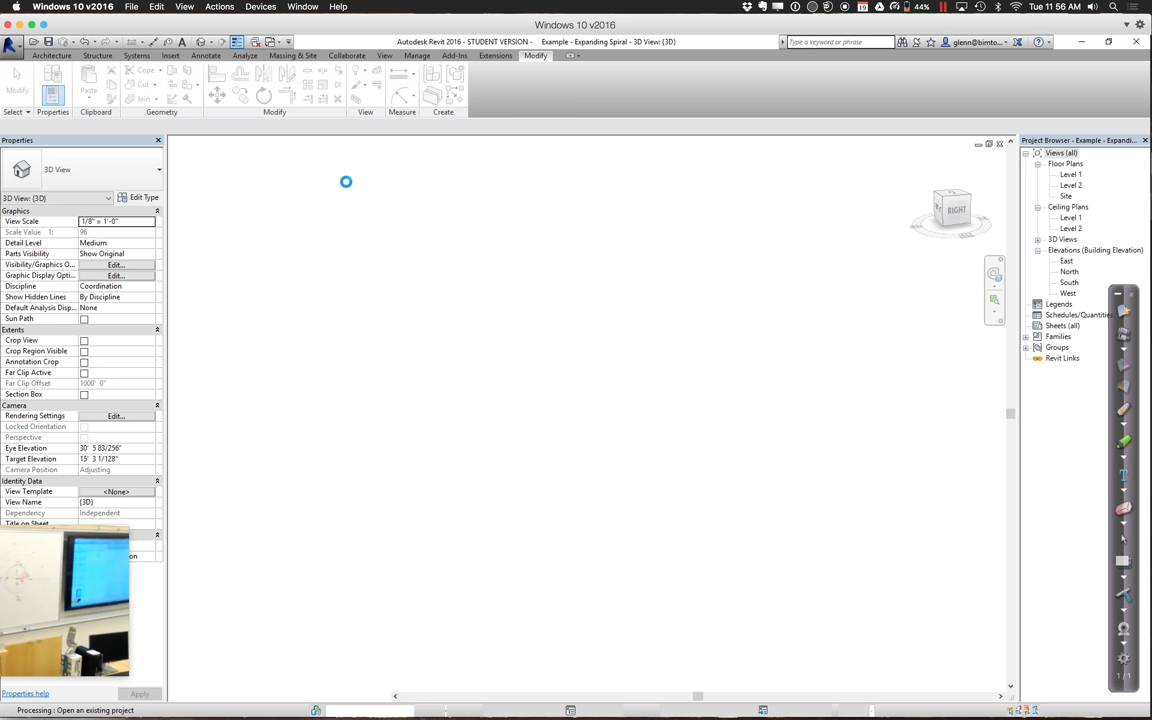 Windows 10 v2016 File Edit View Actions Devices Window Help 44% Tue 11 56 AM
Windows 10 v2016
Autodesk Revit 2016 - STUDENT VERSION - Example - Expanding Spiral - 3D View: {3D} Type a keyword or phrase glenn@bimto...
Architecture Structure Systems Insert Annotate Analyze Massing & Site Collaborate View Manage Add-Ins Extensions Modify
Cope
Cut
Modify Paste Join
Select Properties Clipboard Geometry Modify View Measure Create
Properties
3D View
3D View: {3D} Edit Type
Graphics
View Scale 1/8" = 1'-0"
Scale Value 1: 96
Detail Level Medium
Parts Visibility Show Original
Visibility/Graphics O... Edit...
Graphic Display Opti... Edit...
Discipline Coordination
Show Hidden Lines By Discipline
Default Analysis Disp... None
Sun Path
Extents
Crop View
Crop Region Visible
Annotation Crop
Far Clip Active
Far Clip Offset 1000' 0"
Section Box
Camera
Rendering Settings Edit...
Locked Orientation
Perspective
Eye Elevation 30' 5 83/256"
Target Elevation 15' 3 1/128"
Camera Position Adjusting
Identity Data
View Template <None>
View Name {3D}
Dependency Independent
Title on Sheet
on
Properties help Apply
Processing : Open an existing project
RIGHT
Project Browser - Example - Expandi...
Views (all)
Floor Plans
Level 1
Level 2
Site
Ceiling Plans
Level 1
Level 2
3D Views
Elevations (Building Elevation)
East
North
South
West
Legends
Schedules/Quantities
Sheets (all)
Families
Groups
Revit Links
1 / 1